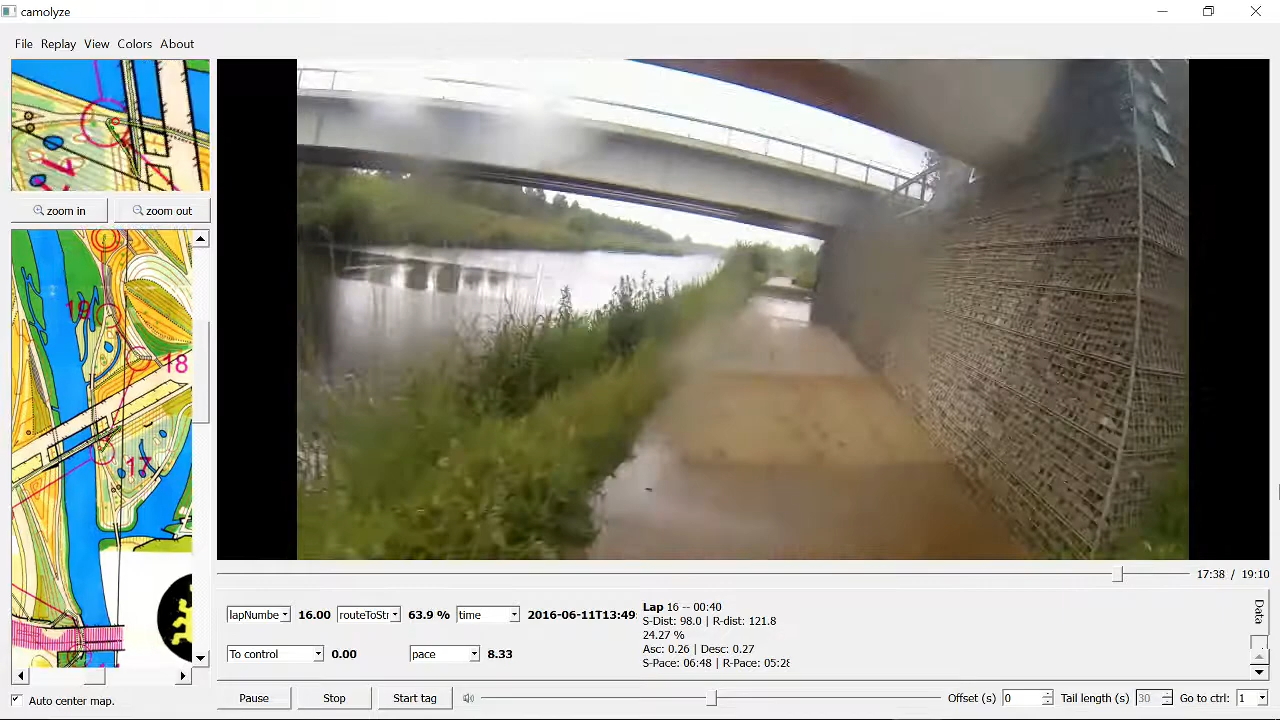 camolyze
File Replay View Colors About
zoom in zoom out
19
18
17
17:38 / 19:10
lapNumbe 16.00 routeToStr 63.9 % time 2016-06-11T13:49:
To control 0.00 pace 8.33
Lap 16 -- 00:40
S-Dist: 98.0 | R-dist: 121.8
24.27 %
Asc: 0.26 | Desc: 0.27
S-Pace: 06:48 | R-Pace: 05:28
Data
Auto center map.
Pause Stop Start tag Offset (s) 0 Tail length (s) 30 Go to ctrl: 1